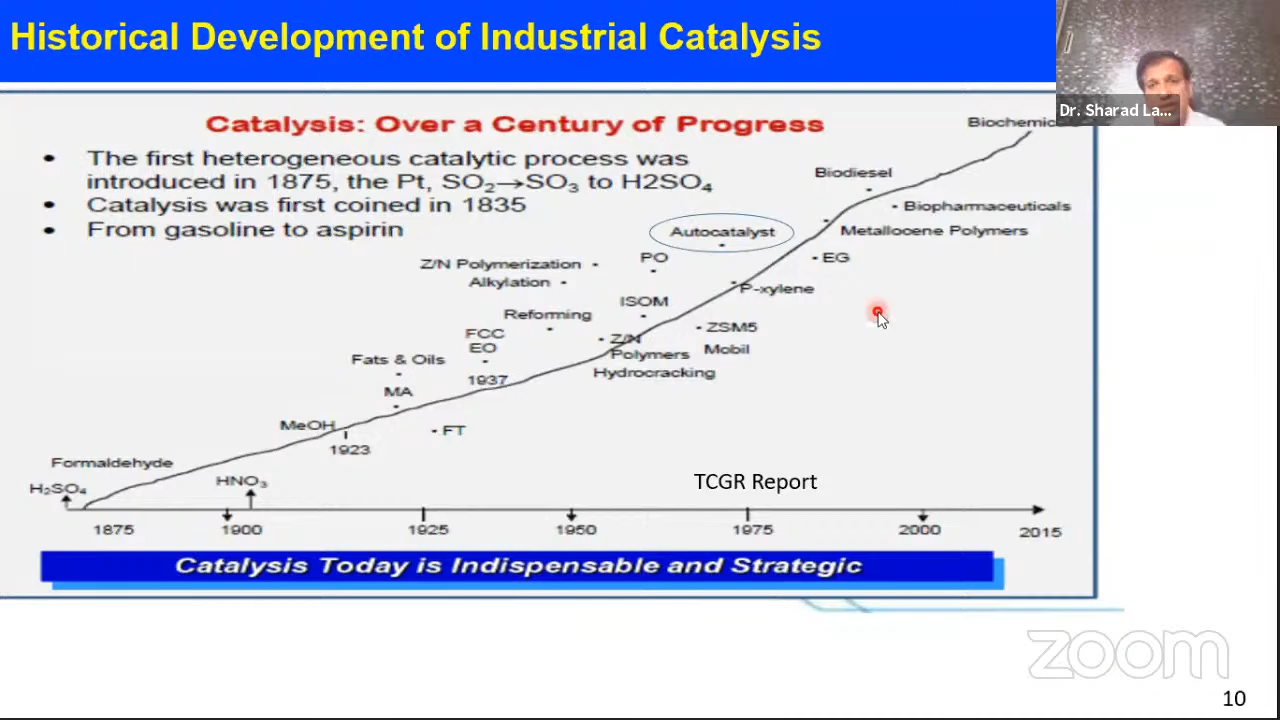 Historical Development of Industrial Catalysis
Dr. Sharad La...
Catalysis: Over a Century of Progress
• The first heterogeneous catalytic process was
introduced in 1875, the Pt, SO₂→SO₃ to H2SO₄
• Catalysis was first coined in 1835
• From gasoline to aspirin
Biodiesel
Biopharmaceuticals
Autocatalyst
Metallocene Polymers
Z/N Polymerization
PO
EG
Alkylation
P-xylene
ISOM
Reforming
ZSM5
Mobil
FCC
EO
1937
Z/N
Polymers
Hydrocracking
Fats & Oils
MA
MeOH
1923
FT
Formaldehyde
H₂SO₄
HNO₃
TCGR Report
1875 1900 1925 1950 1975 2000 2015
Catalysis Today is Indispensable and Strategic
zoom
10